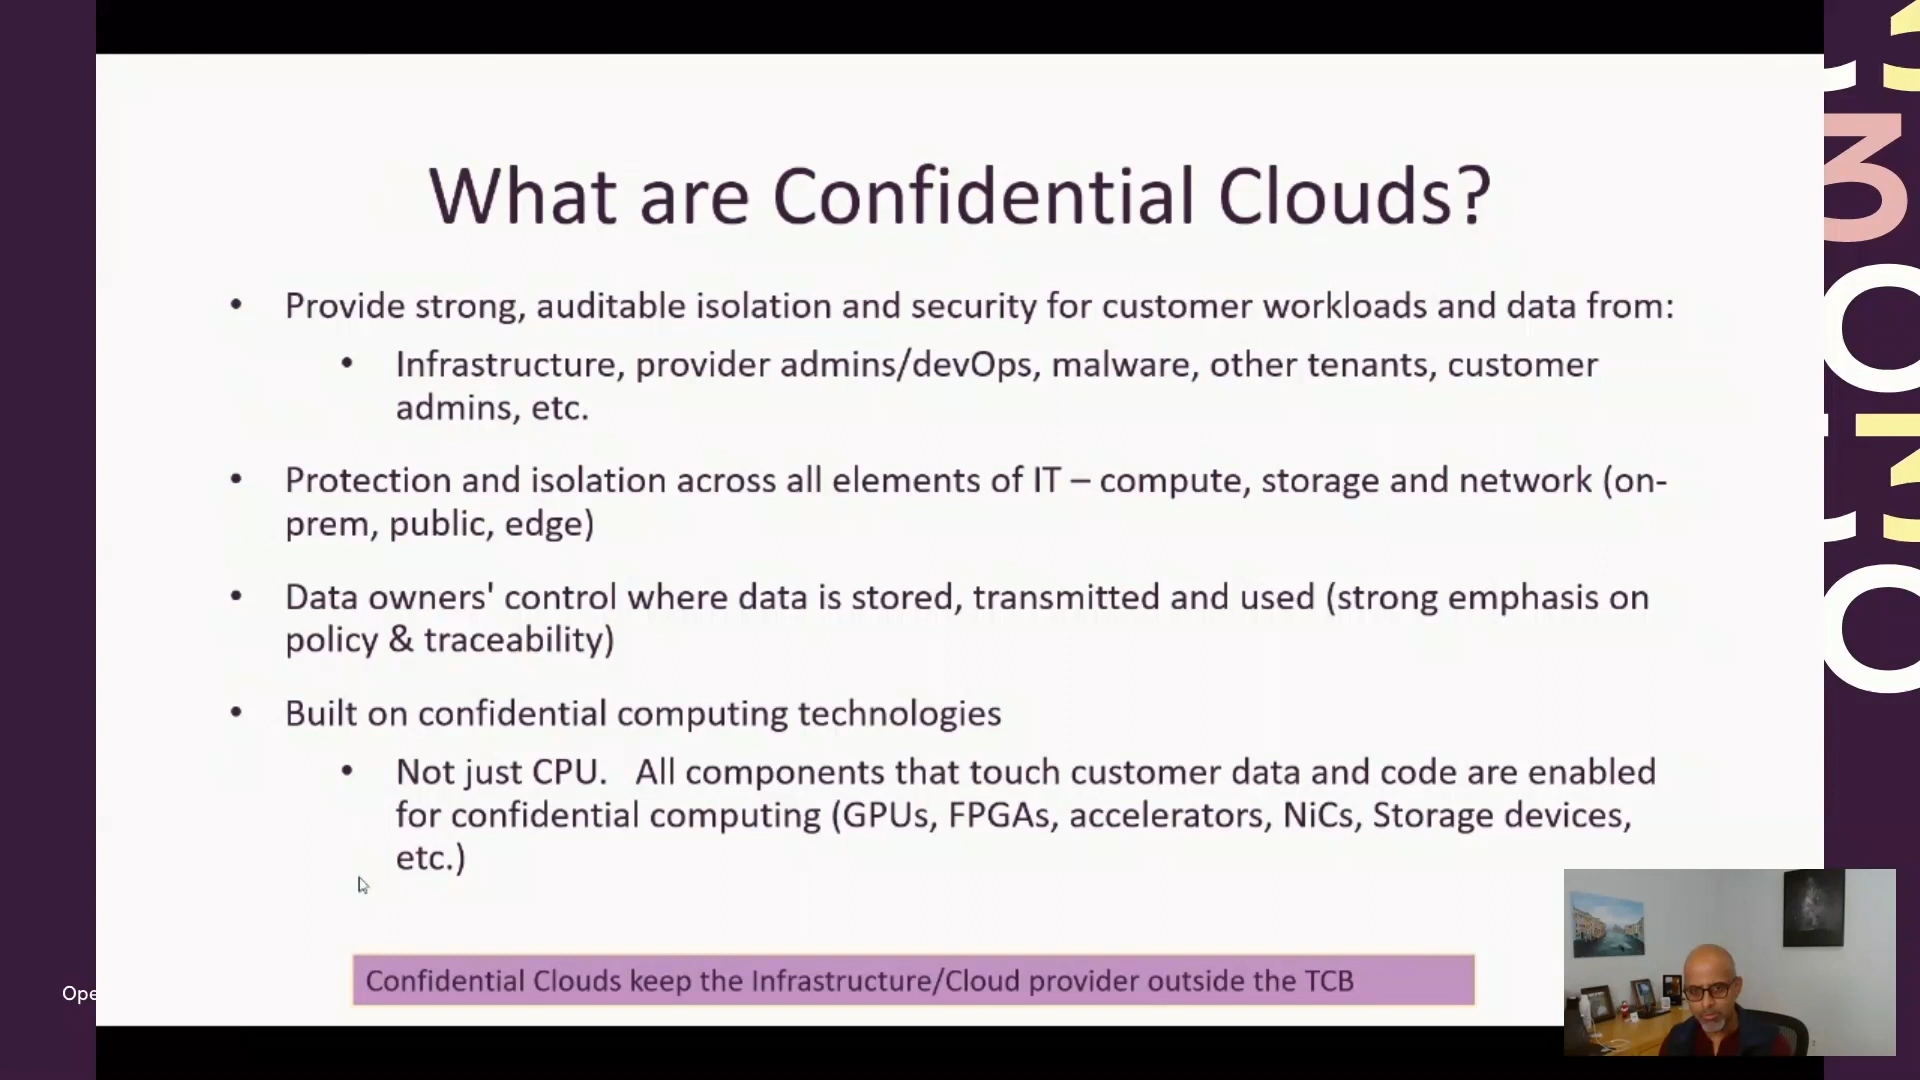 What are Confidential Clouds?
• Provide strong, auditable isolation and security for customer workloads and data from:
• Infrastructure, provider admins/devOps, malware, other tenants, customer
admins, etc.
• Protection and isolation across all elements of IT – compute, storage and network (on-
prem, public, edge)
• Data owners' control where data is stored, transmitted and used (strong emphasis on
policy & traceability)
• Built on confidential computing technologies
• Not just CPU.   All components that touch customer data and code are enabled
for confidential computing (GPUs, FPGAs, accelerators, NiCs, Storage devices,
etc.)
Confidential Clouds keep the Infrastructure/Cloud provider outside the TCB
Ope